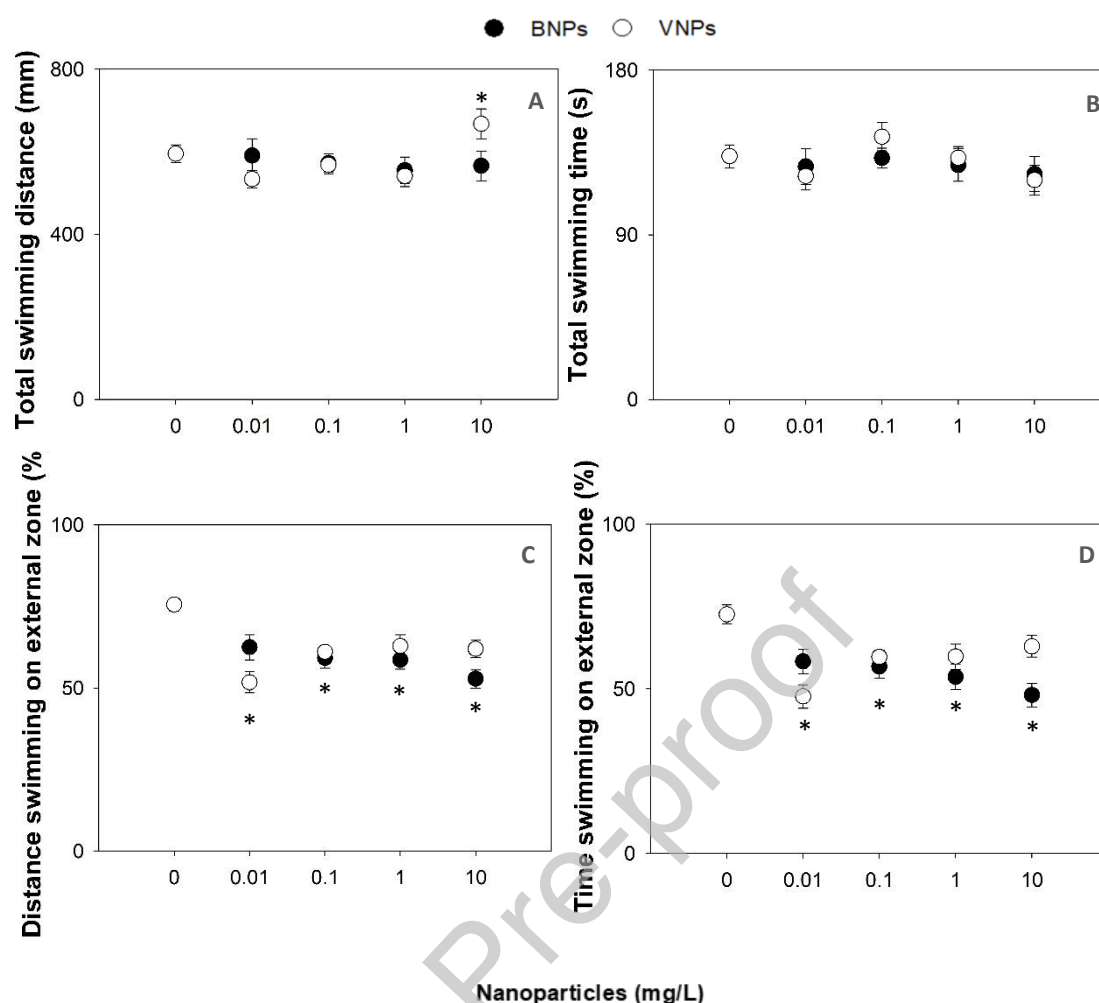 BNPs VNPs
Total swimming distance (mm)
800
400
0
A
*
0 0.01 0.1 1 10
Total swimming time (s)
180
90
0
B
0 0.01 0.1 1 10
Distance swimming on external zone (%
100
50
0
C
* * * *
0 0.01 0.1 1 10
Time swimming on external zone (%)
100
50
0
D
* * * *
0 0.01 0.1 1 10
Pre-proof
Nanoparticles (mg/L)